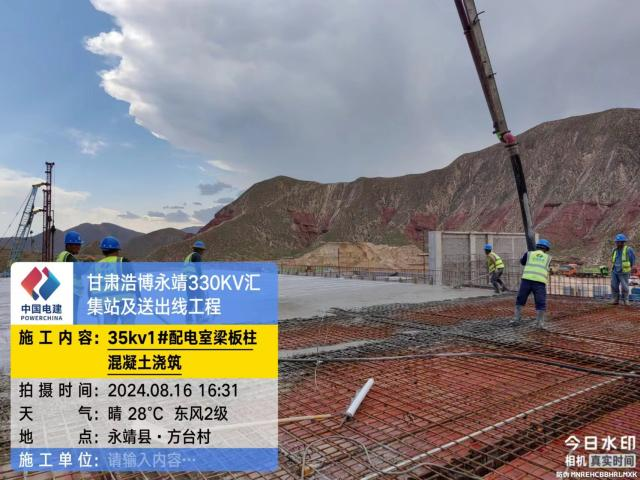 中国电建
POWERCHINA
甘肃浩博永靖330KV汇
集站及送出线工程
施工内容：35kv1#配电室梁板柱
混凝土浇筑
拍摄时间：2024.08.16 16:31
天气：晴 28°C 东风2级
地点：永靖县·方台村
施工单位：请输入内容…
今日水印
相机 真实时间
防伪 MNREHCBBHRLMXK